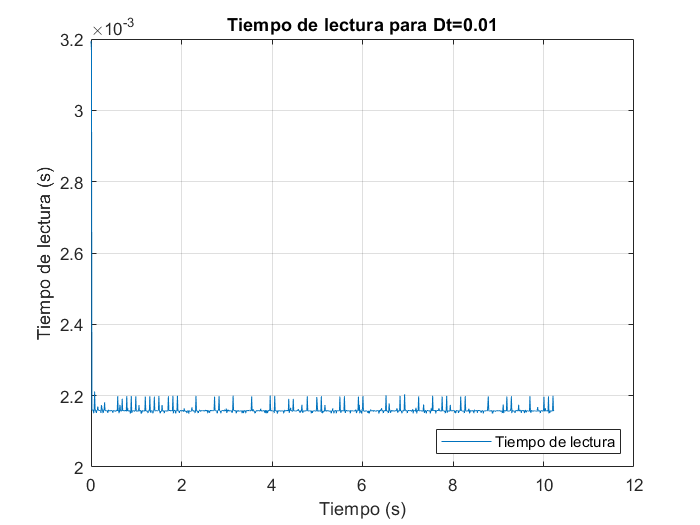 Tiempo de lectura para Dt=0.01
×10⁻³
3.2
3
2.8
2.6
2.4
2.2
2
Tiempo de lectura (s)
Tiempo de lectura
0 2 4 6 8 10 12
Tiempo (s)